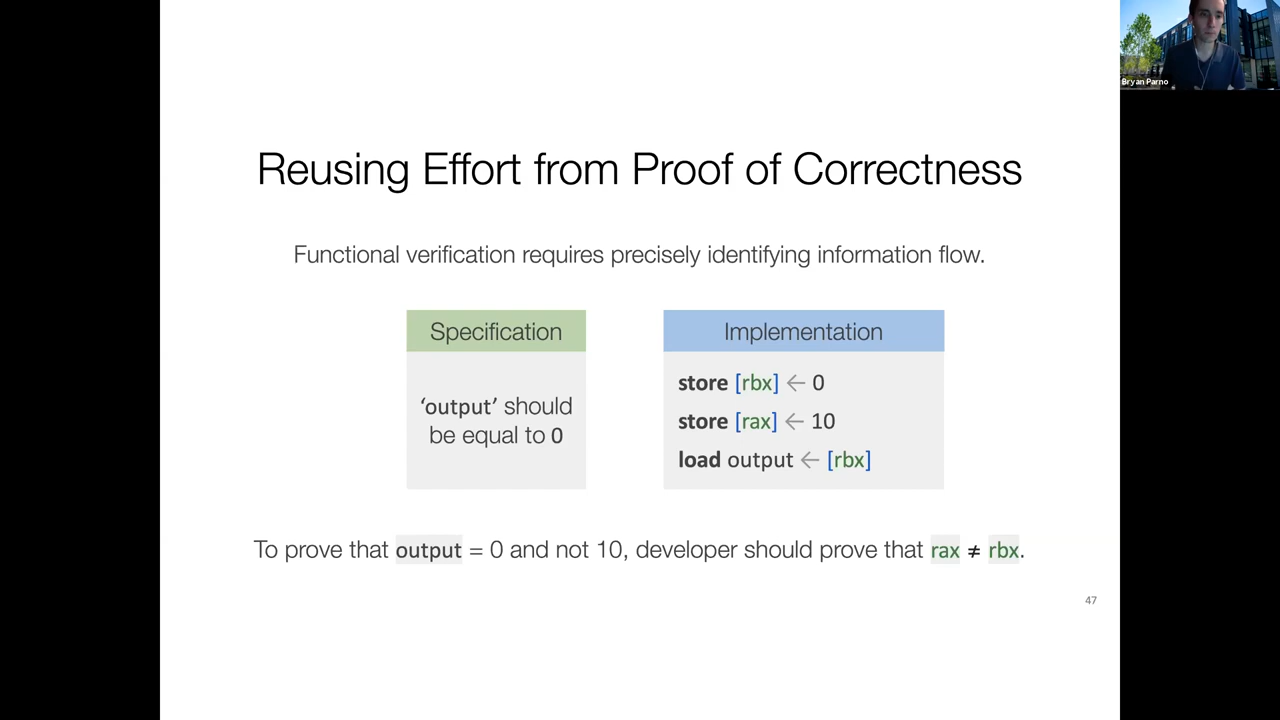 Bryan Parno
Reusing Effort from Proof of Correctness
Functional verification requires precisely identifying information flow.
Specification
‘output’ should
be equal to 0
Implementation
store [rbx] ← 0
store [rax] ← 10
load output ← [rbx]
To prove that output = 0 and not 10, developer should prove that rax ≠ rbx.
47